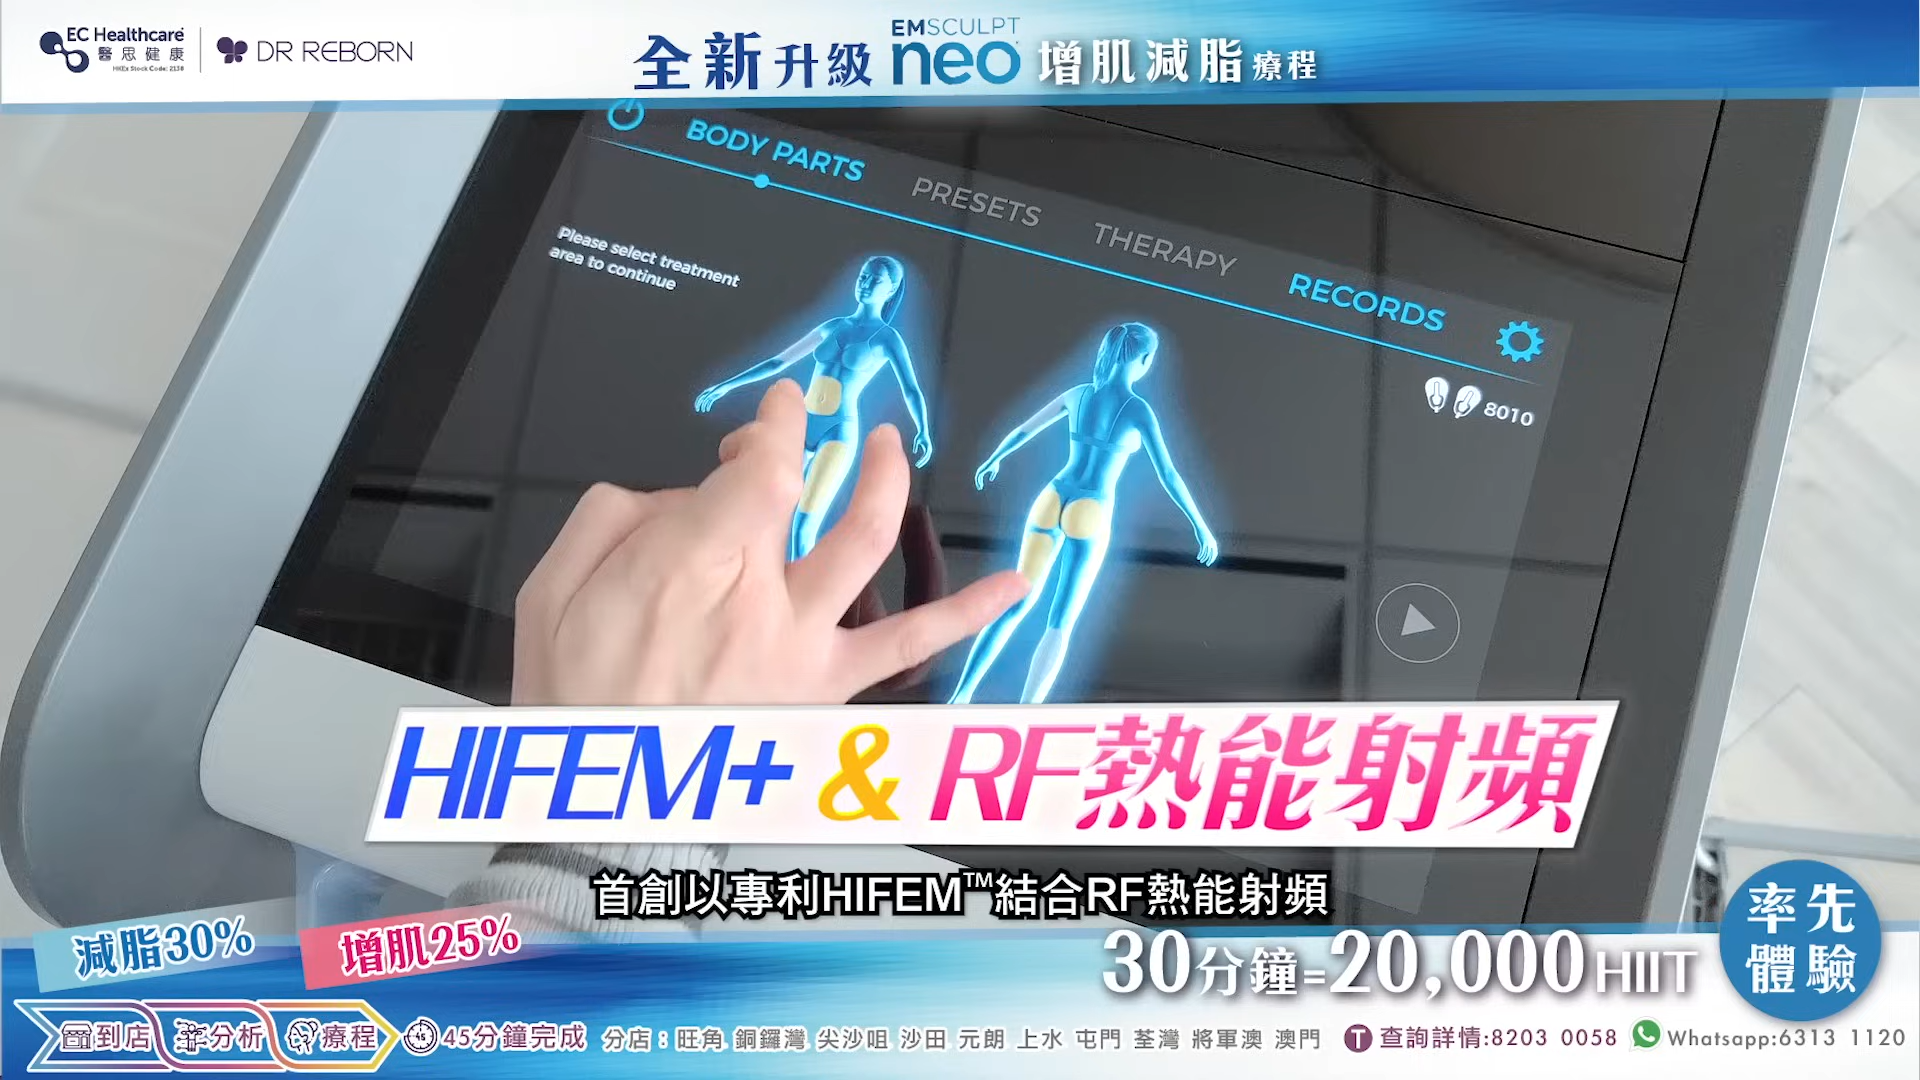 EC Healthcare
醫思健康
HKEx Stock Code: 2138
DR REBORN
全新升級 EMSCULPT neo 增肌減脂療程
BODY PARTS
PRESETS
THERAPY
RECORDS
Please select treatment
area to continue
8010
HIFEM+ & RF熱能射頻
首創以專利HIFEM™結合RF熱能射頻
減脂30%
增肌25%
30分鐘=20,000 HIIT
率先
體驗
到店 分析 療程 45分鐘完成
分店：旺角 銅鑼灣 尖沙咀 沙田 元朗 上水 屯門 荃灣 將軍澳 澳門
T 查詢詳情:8203 0058
Whatsapp:6313 1120